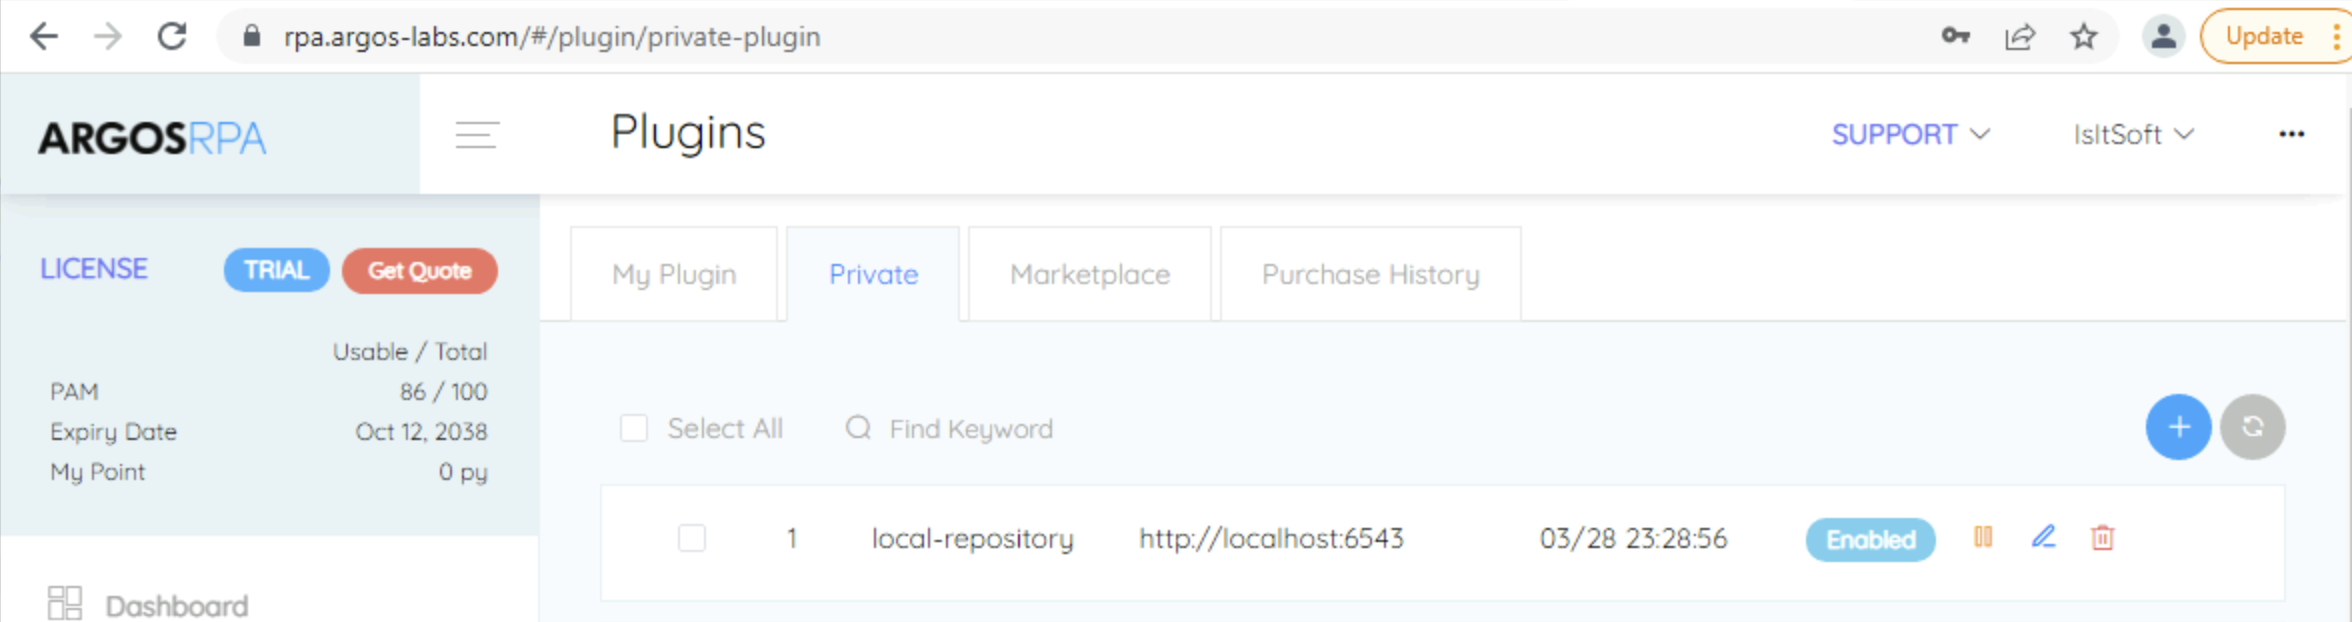 rpa.argos-labs.com/#/plugin/private-plugin
Update
ARGOSRPA
Plugins
SUPPORT
IsItSoft
LICENSE
TRIAL
Get Quote
Usable / Total
PAM 86 / 100
Expiry Date Oct 12, 2038
My Point 0 py
Dashboard
My Plugin
Private
Marketplace
Purchase History
Select All
Find Keyword
1 local-repository http://localhost:6543 03/28 23:28:56 Enabled